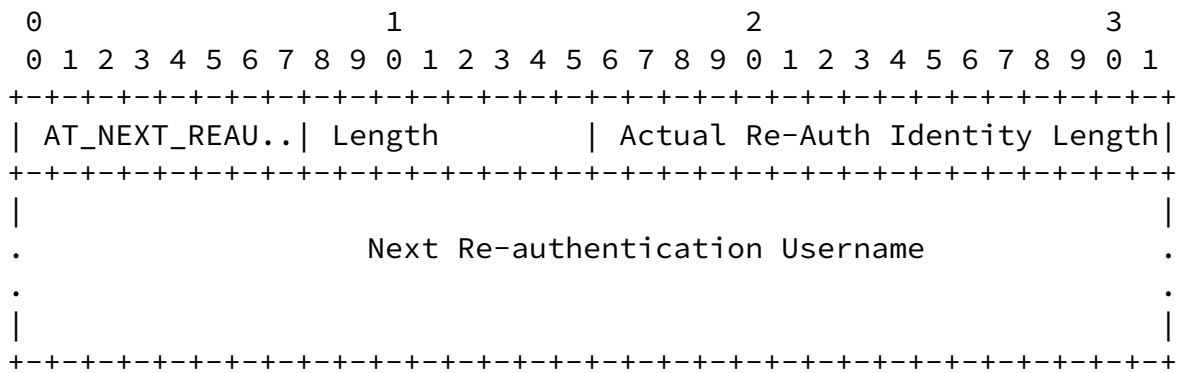 0                   1                   2                   3
 0 1 2 3 4 5 6 7 8 9 0 1 2 3 4 5 6 7 8 9 0 1 2 3 4 5 6 7 8 9 0 1
+-+-+-+-+-+-+-+-+-+-+-+-+-+-+-+-+-+-+-+-+-+-+-+-+-+-+-+-+-+-+-+-+
| AT_NEXT_REAU..| Length        | Actual Re-Auth Identity Length|
+-+-+-+-+-+-+-+-+-+-+-+-+-+-+-+-+-+-+-+-+-+-+-+-+-+-+-+-+-+-+-+-+
|                                                               |
.                   Next Re-authentication Username             .
.                                                               .
|                                                               |
+-+-+-+-+-+-+-+-+-+-+-+-+-+-+-+-+-+-+-+-+-+-+-+-+-+-+-+-+-+-+-+-+